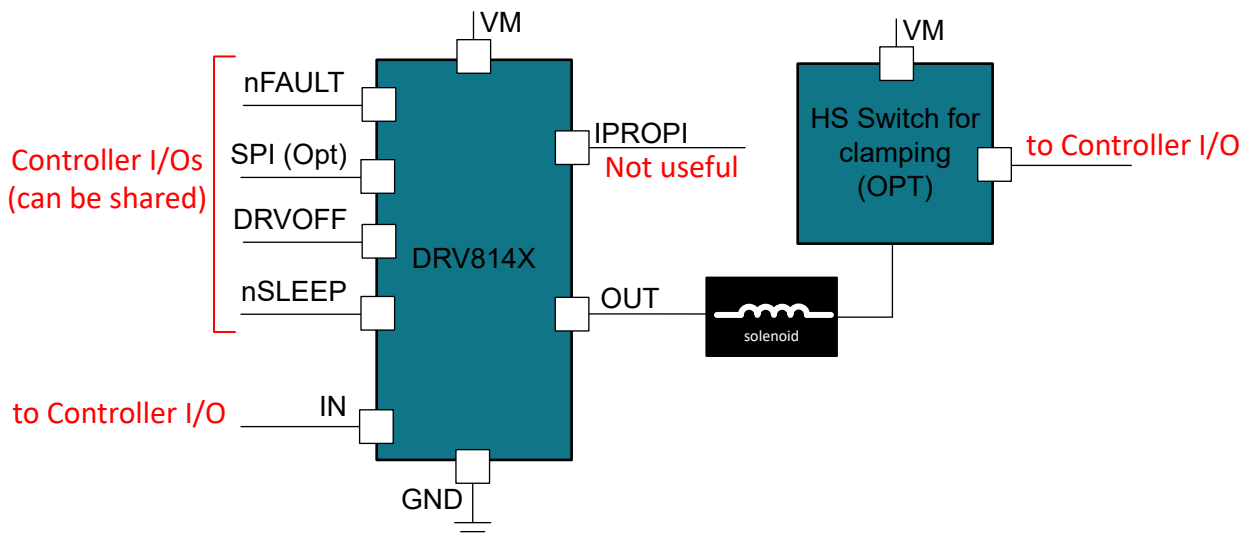 VM
VM
nFAULT
SPI (Opt)
DRVOFF
nSLEEP
Controller I/Os
(can be shared)
DRV814X
IPROPI
Not useful
OUT
solenoid
HS Switch for
clamping
(OPT)
to Controller I/O
to Controller I/O
IN
GND